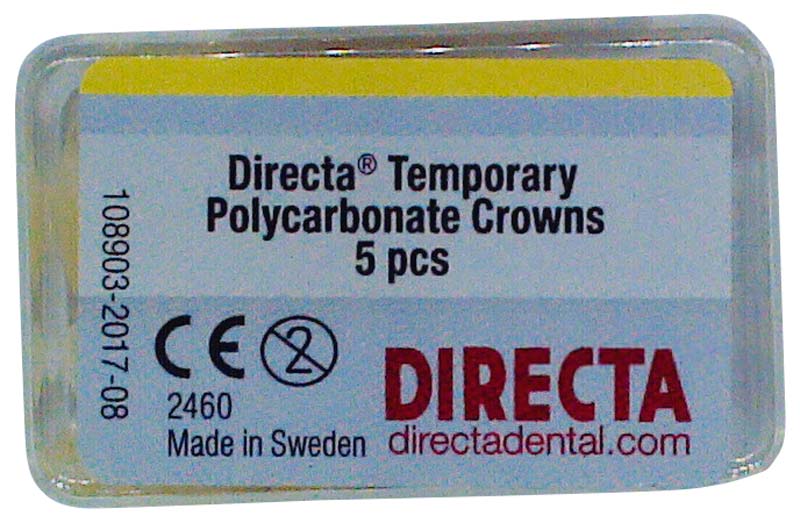 Directa® Temporary
Polycarbonate Crowns
5 pcs
108903-2017-08
CE
2
2460
Made in Sweden
DIRECTA
directadental.com